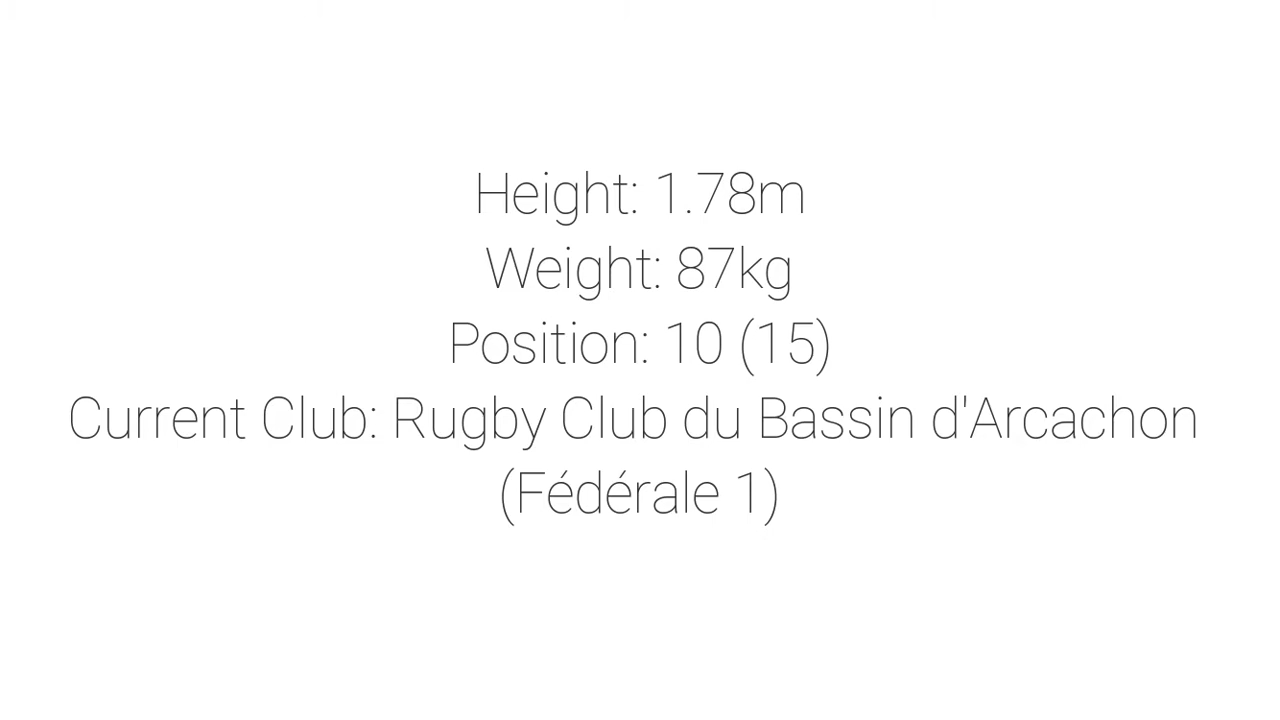 Height: 1.78m
Weight: 87kg
Position: 10 (15)
Current Club: Rugby Club du Bassin d'Arcachon
(Fédérale 1)